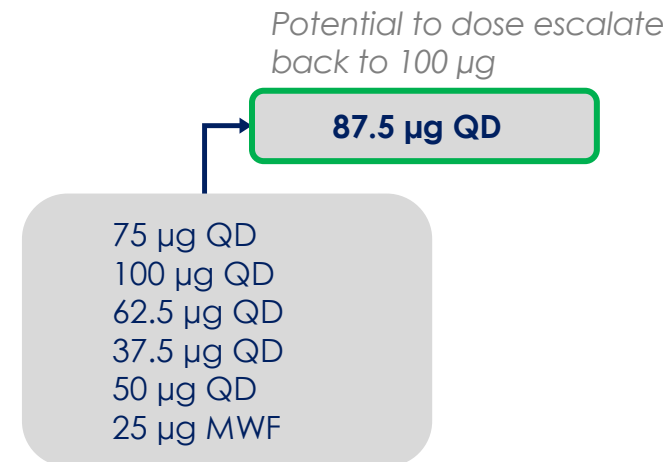 Potential to dose escalate
back to 100 µg
87.5 µg QD
75 µg QD
100 µg QD
62.5 µg QD
37.5 µg QD
50 µg QD
25 µg MWF